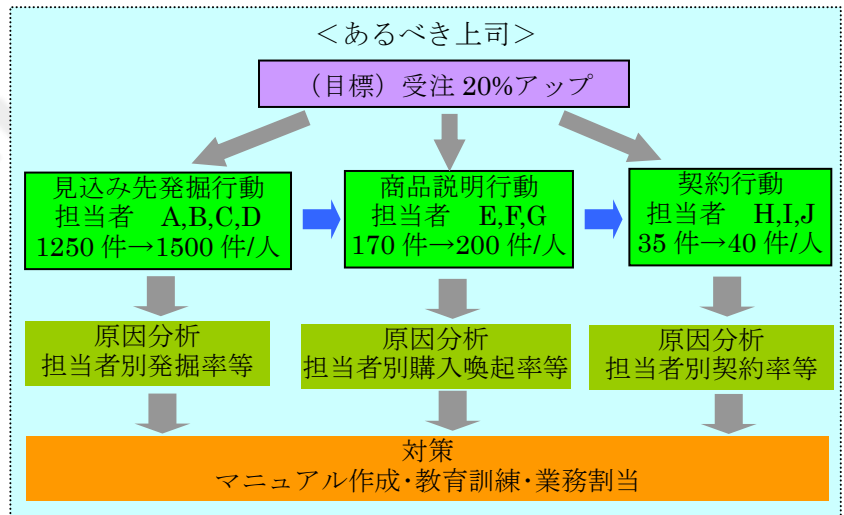 ＜あるべき上司＞
（目標）受注 20%アップ
見込み先発掘行動
担当者　A,B,C,D
1250 件→1500 件/人
商品説明行動
担当者　E,F,G
170 件→200 件/人
契約行動
担当者　H,I,J
35 件→40 件/人
原因分析
担当者別発掘率等
原因分析
担当者別購入喚起率等
原因分析
担当者別契約率等
対策
マニュアル作成･教育訓練･業務割当